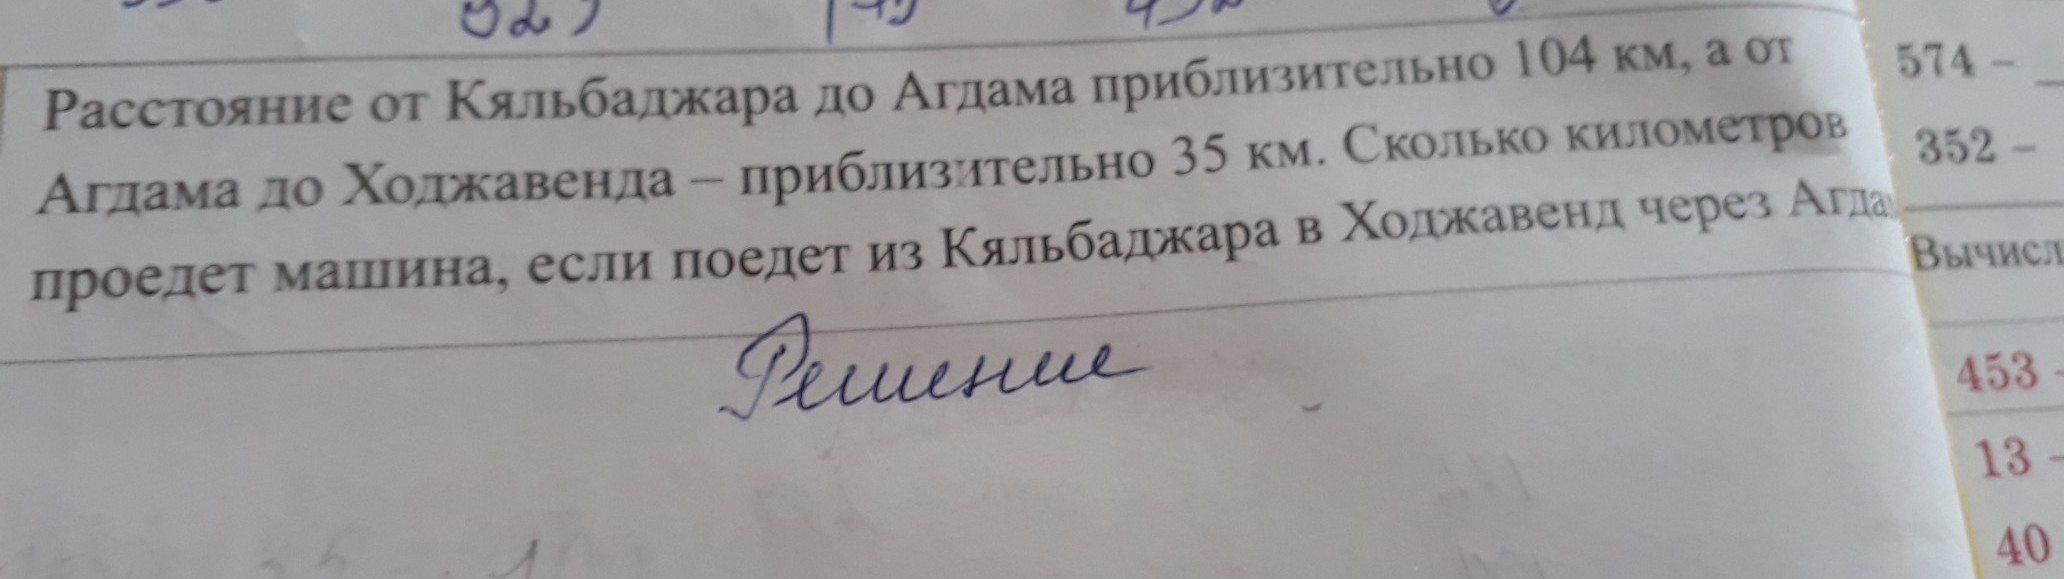 Расстояние от Кяльбаджара до Агдама приблизительно 104 км, а от
Агдама до Ходжавенда – приблизительно 35 км. Сколько километров
проедет машина, если поедет из Кяльбаджара в Ходжавенд через Агда
Решение
574 –
352 –
Вычисл
453 -
13 -
40